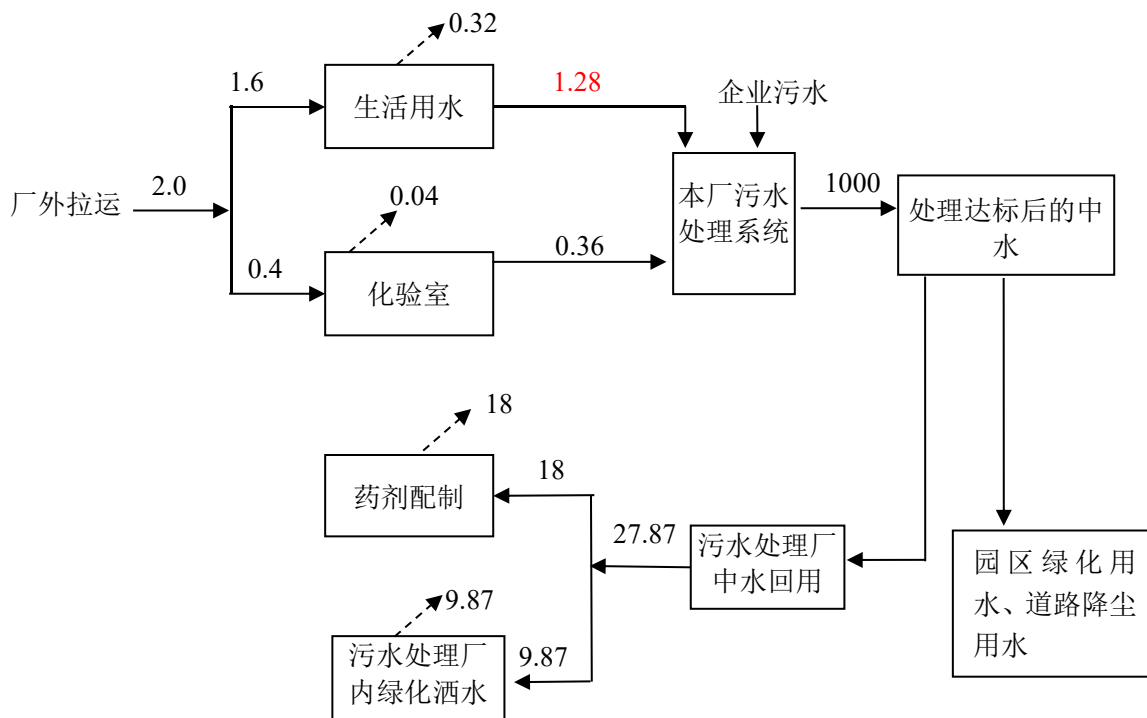 0.32
1.6
生活用水
1.28
企业污水
厂外拉运
2.0
0.04
本厂污水
处理系统
1000
处理达标后的中
水
0.4
化验室
0.36
18
药剂配制
18
27.87
污水处理厂
中水回用
园区绿化用
水、道路降尘
用水
9.87
污水处理厂
内绿化洒水
9.87